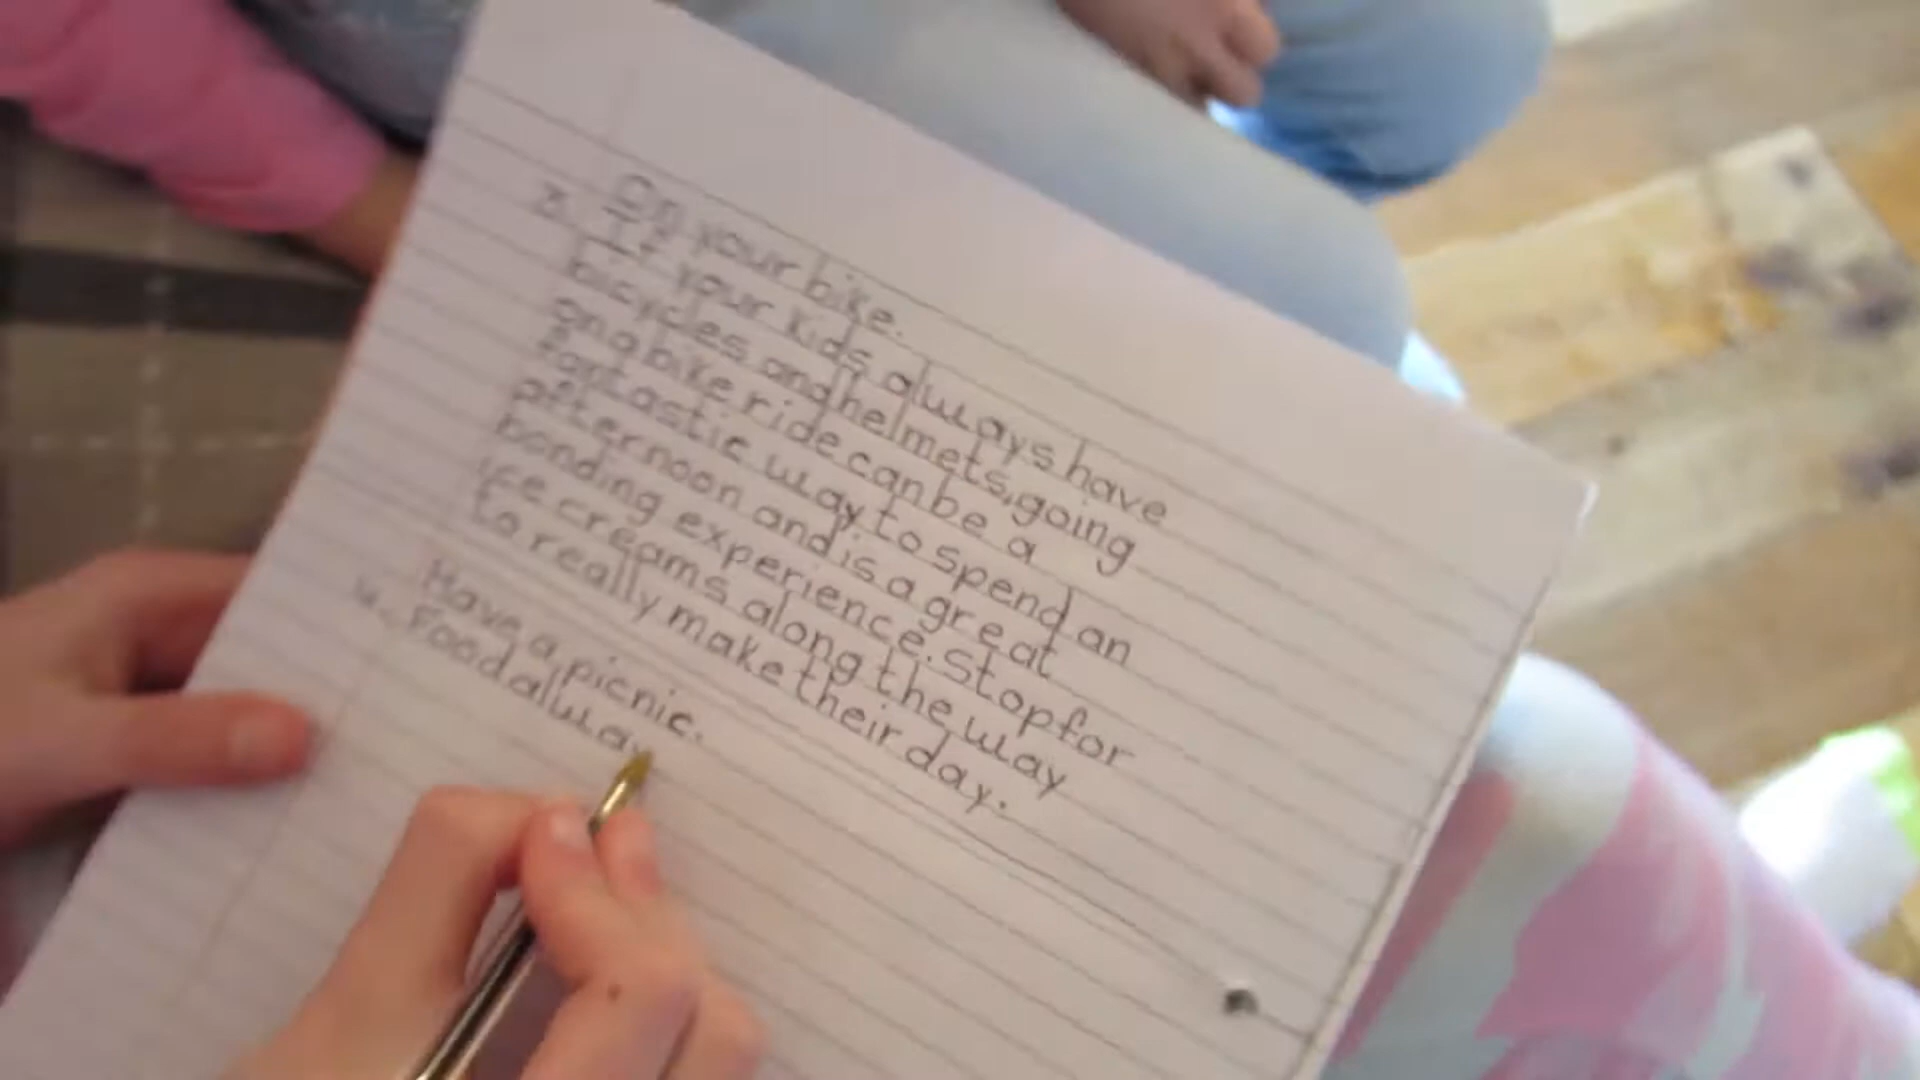 On your bike.
3. If your kids always have
bicycles and helmets, going
on a bike ride can be a
fantastic way to spend an
afternoon and is a great
bonding experience. Stop for
ice creams along the way
to really make their day.
Have a picnic.
4. Food alway